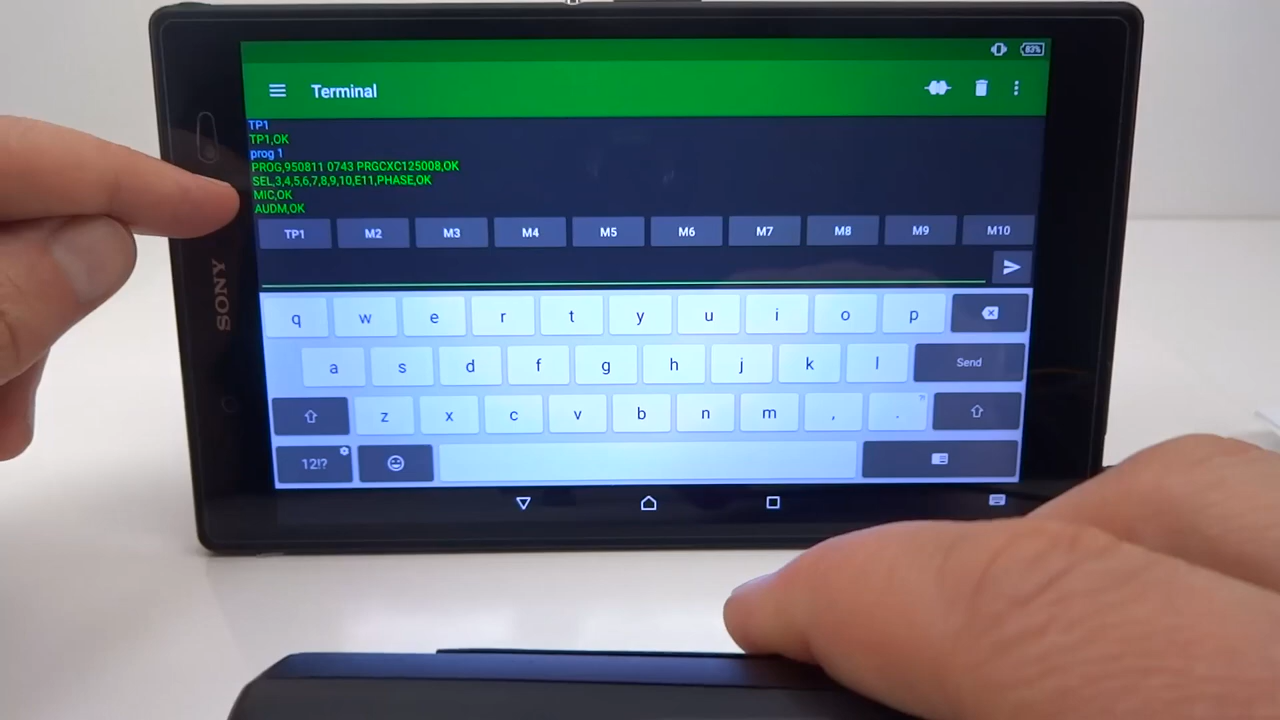 83%
Terminal
TP1
TP1,OK
prog 1
PROG,950811 0743 PRGCXC125008,OK
SEL,3,4,5,6,7,8,9,10,E11,PHASE,OK
MIC,OK
AUDM,OK
TP1 M2 M3 M4 M5 M6 M7 M8 M9 M10
SONY
q w e r t y u i o p
a s d f g h j k l Send
z x c v b n m , . ?!
12!?